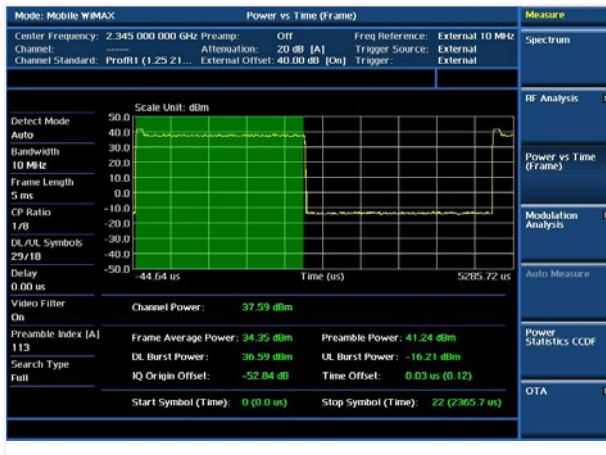 Mode: Mobile WiMAX Power vs Time (Frame) Measure
Center Frequency: 2.345 000 000 GHz Preamp: Off Freq Reference: External 10 MHz
Channel: ----- Attenuation: 20 dB [A] Trigger Source: External
Channel Standard: ProfR1 (1.25 21... External Offset: 40.00 dB [On] Trigger: External
Spectrum
RF Analysis
Power vs Time
(Frame)
Modulation
Analysis
Auto Measure
Power
Statistics CCDF
OTA
Detect Mode
Auto
Bandwidth
10 MHz
Frame Length
5 ms
CP Ratio
1/8
DL/UL Symbols
29/18
Delay
0.00 us
Video Filter
On
Preamble Index [A]
113
Search Type
Full
Scale Unit: dBm
50.0
40.0
30.0
20.0
10.0
0.0
-10.0
-20.0
-30.0
-40.0
-50.0
-44.64 us Time (us) 5285.72 us
Channel Power: 37.59 dBm
Frame Average Power: 34.35 dBm Preamble Power: 41.24 dBm
DL Burst Power: 36.59 dBm UL Burst Power: -16.21 dBm
IQ Origin Offset: -52.84 dB Time Offset: 0.03 us (0.12)
Start Symbol (Time): 0 (0.0 us) Stop Symbol (Time): 22 (2365.7 us)